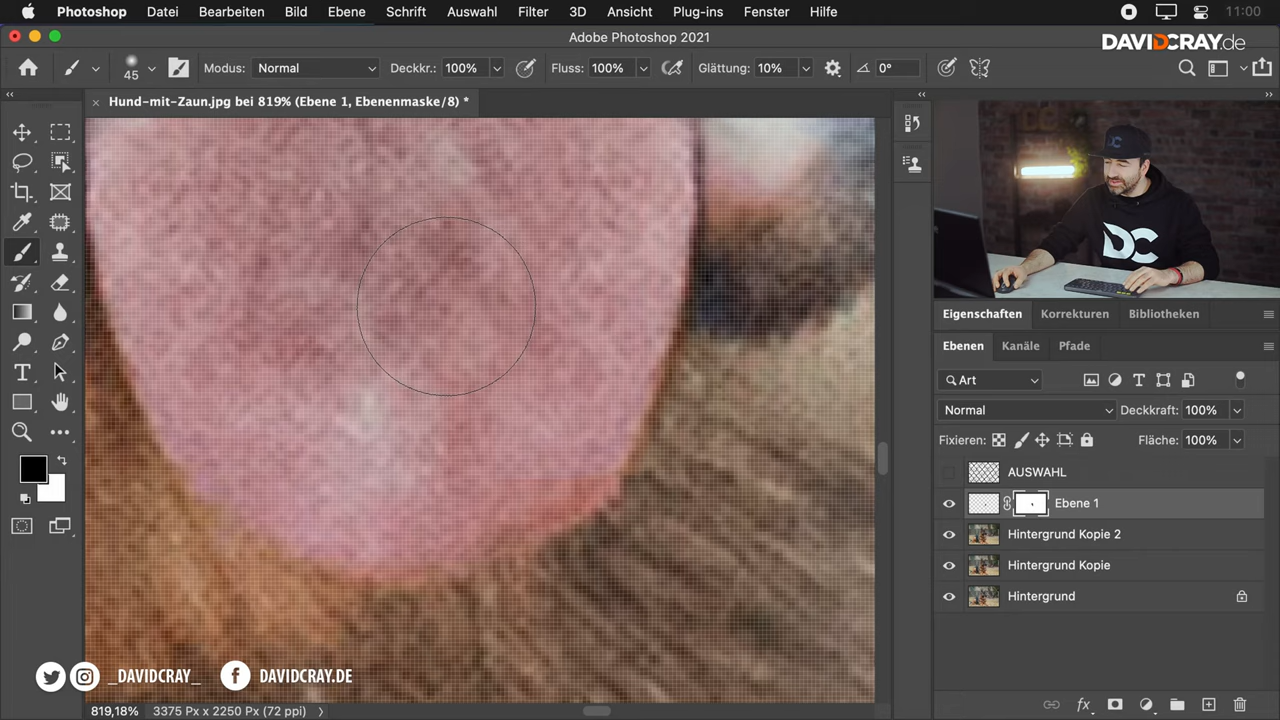 Photoshop Datei Bearbeiten Bild Ebene Schrift Auswahl Filter 3D Ansicht Plug-ins Fenster Hilfe 11:00
Adobe Photoshop 2021
DAVIDCRAY.de
45 Modus: Normal Deckkr.: 100% Fluss: 100% Glättung: 10% 0°
Hund-mit-Zaun.jpg bei 819% (Ebene 1, Ebenenmaske/8) *
DC
Eigenschaften Korrekturen Bibliotheken
Ebenen Kanäle Pfade
Art
Normal Deckkraft: 100%
Fixieren: Fläche: 100%
AUSWAHL
Ebene 1
Hintergrund Kopie 2
Hintergrund Kopie
Hintergrund
_DAVIDCRAY_ DAVIDCRAY.DE
819,18% 3375 Px x 2250 Px (72 ppi)